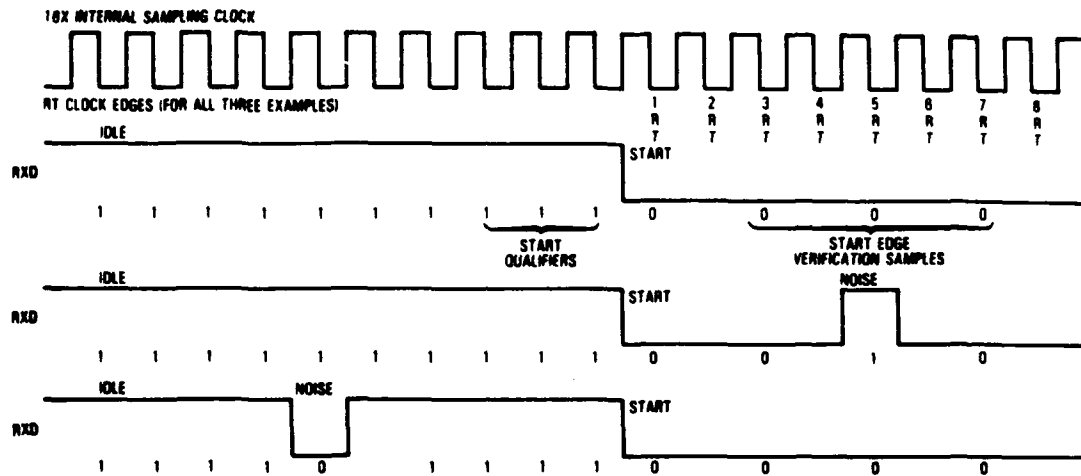 16X INTERNAL SAMPLING CLOCK
RT CLOCK EDGES (FOR ALL THREE EXAMPLES)
1 2 3 4 5 6 7 8
R R R R R R R R
T T T T T T T T
IDLE
START
RXD
1 1 1 1 1 1 1 1 1 1 0 0 0 0
START
QUALIFIERS
START EDGE
VERIFICATION SAMPLES
IDLE
START
NOISE
RXD
1 1 1 1 1 1 1 1 1 1 0 0 1 0
IDLE
NOISE
START
RXD
1 1 1 1 0 1 1 1 1 0 0 0 0